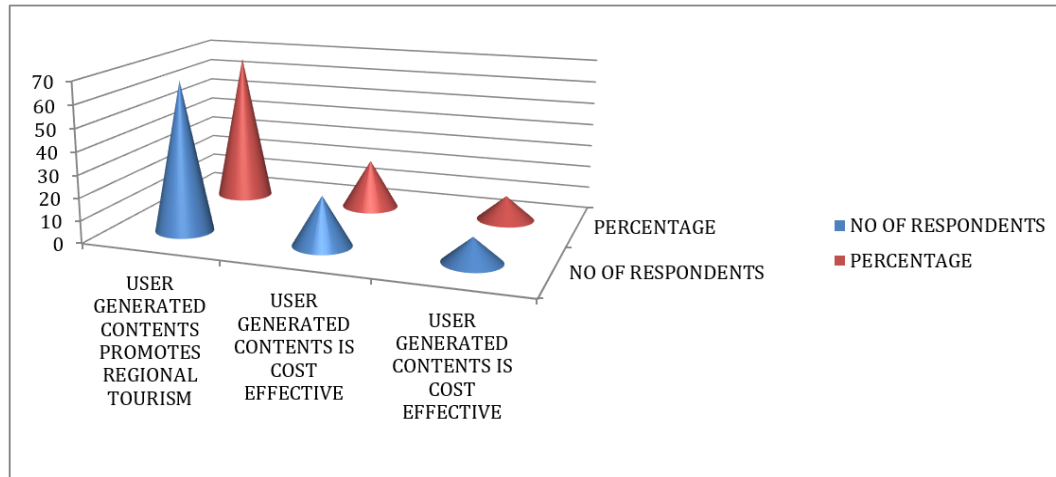 70
60
50
40
30
20
10
0
USER
GENERATED
CONTENTS
PROMOTES
REGIONAL
TOURISM
USER
GENERATED
CONTENTS IS
COST
EFFECTIVE
USER
GENERATED
CONTENTS IS
COST
EFFECTIVE
PERCENTAGE
NO OF RESPONDENTS
NO OF RESPONDENTS
PERCENTAGE